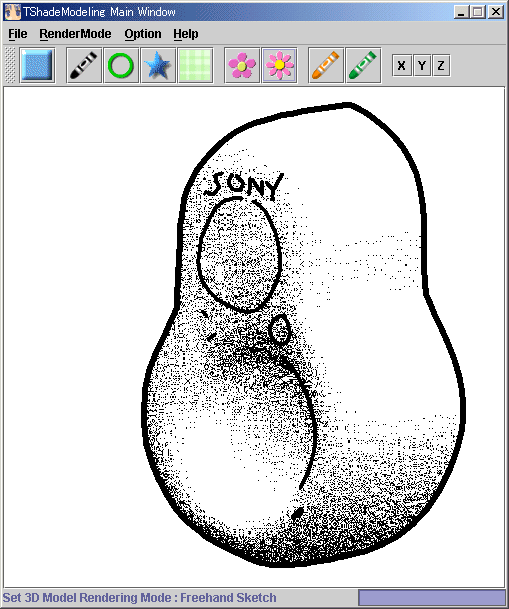 TShadeModeling Main Window
File RenderMode Option Help
X Y Z
SONY
Set 3D Model Rendering Mode : Freehand Sketch